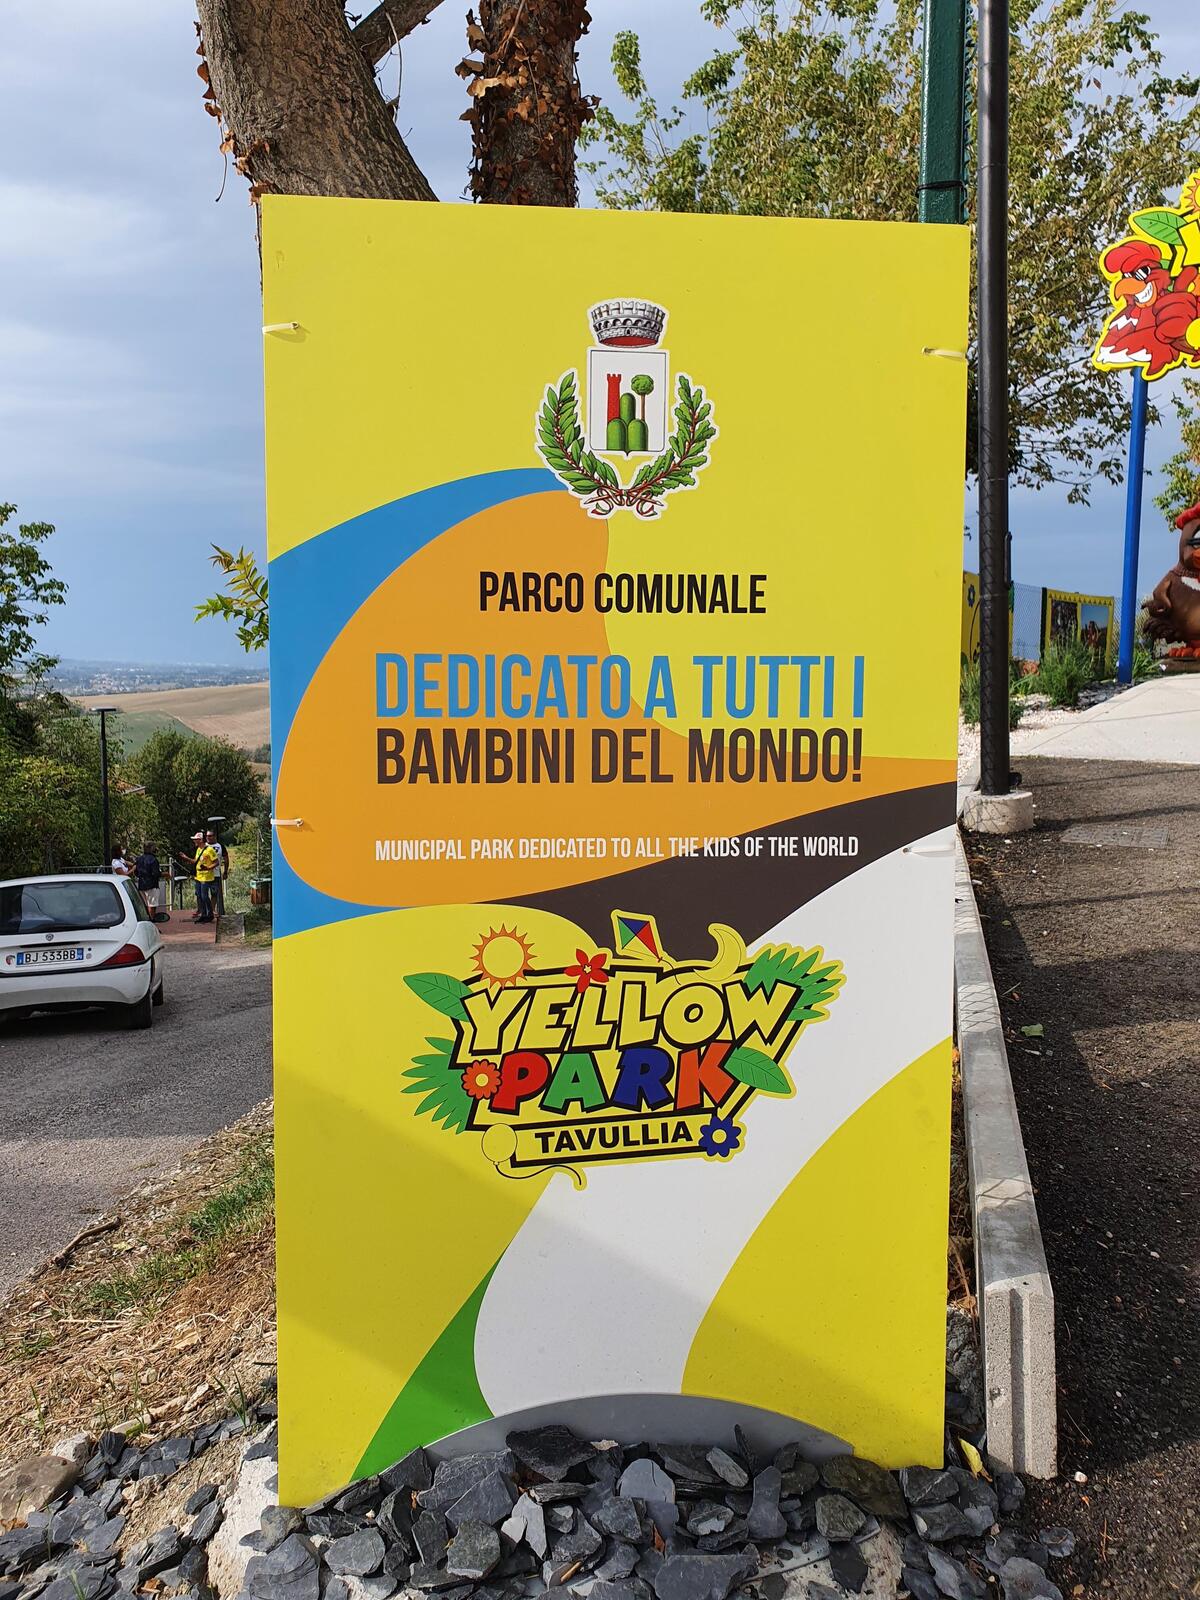 PARCO COMUNALE
DEDICATO A TUTTI I
BAMBINI DEL MONDO!
MUNICIPAL PARK DEDICATED TO ALL THE KIDS OF THE WORLD
YELLOW
PARK
TAVULLIA
BJ 533BB